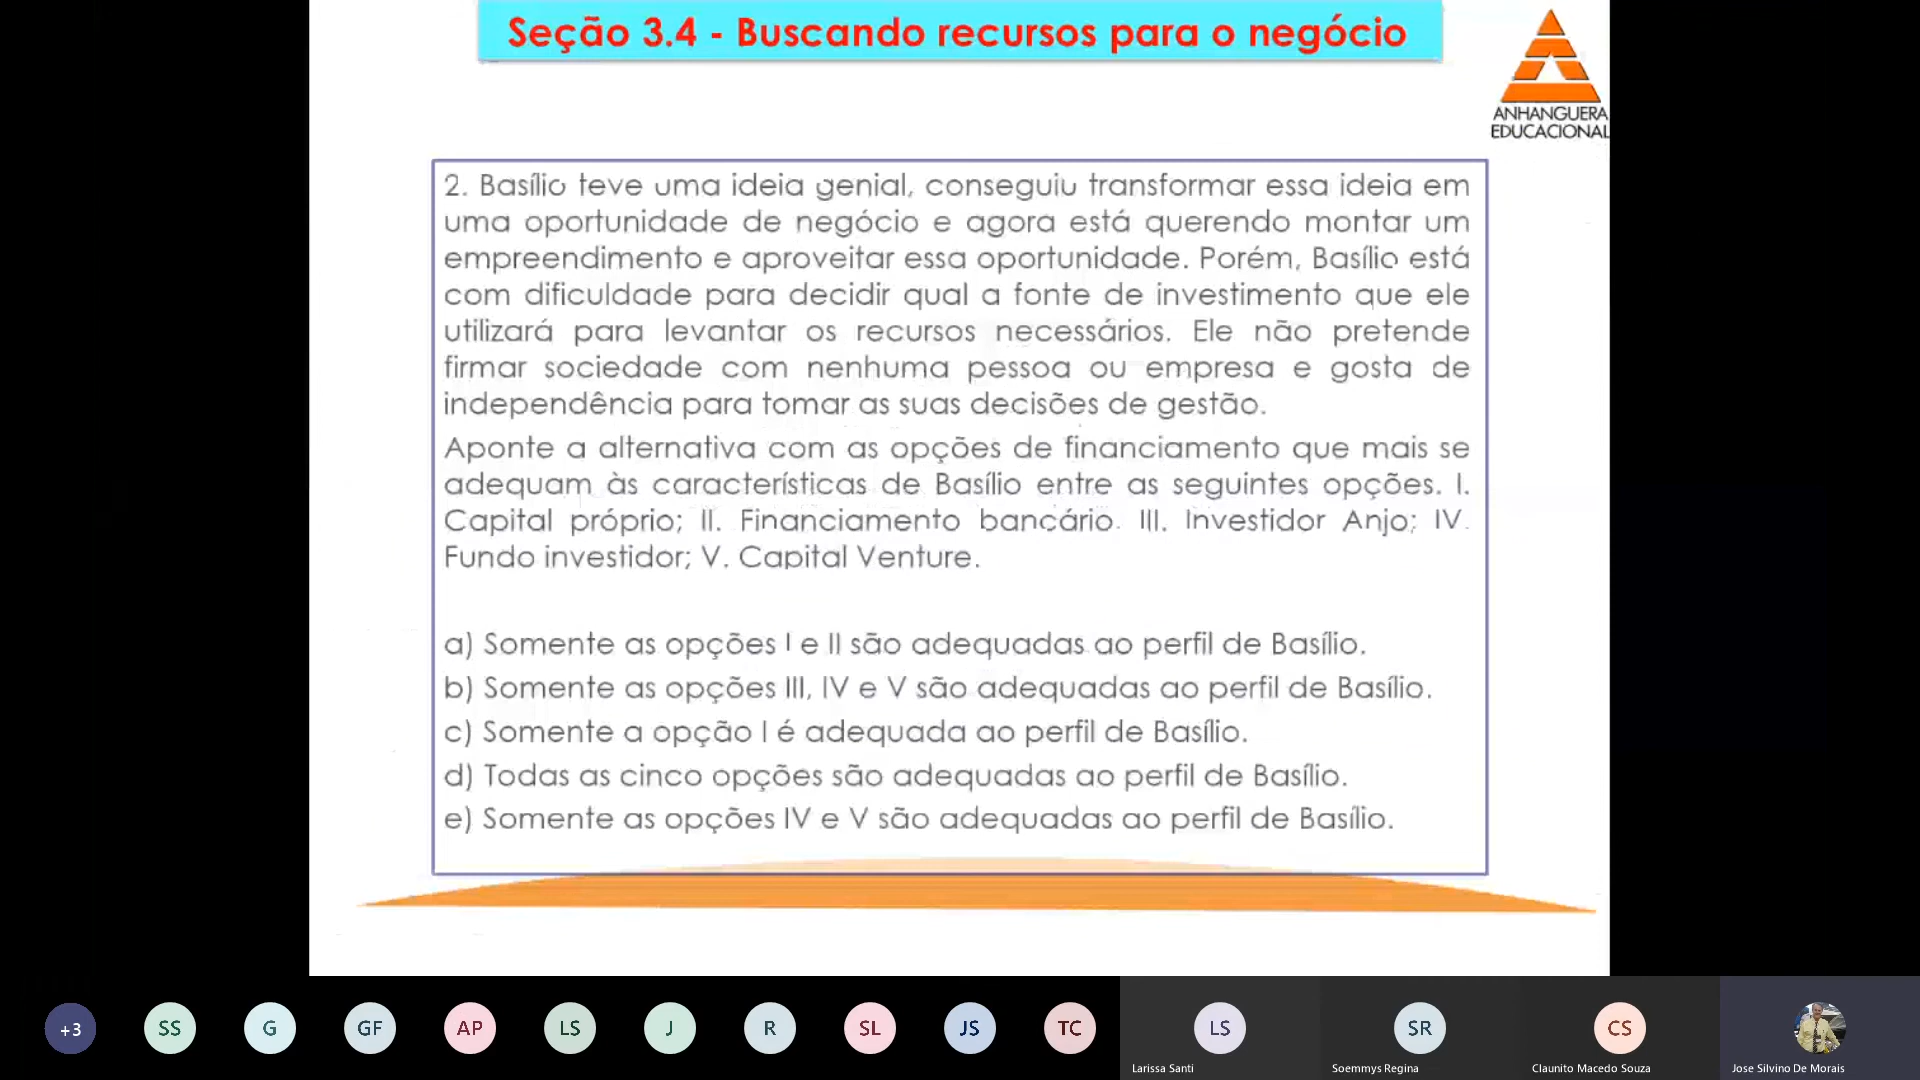 Seção 3.4 - Buscando recursos para o negócio
ANHANGUERA
EDUCACIONAL
2. Basílio teve uma ideia genial, conseguiu transformar essa ideia em
uma oportunidade de negócio e agora está querendo montar um
empreendimento e aproveitar essa oportunidade. Porém, Basílio está
com dificuldade para decidir qual a fonte de investimento que ele
utilizará para levantar os recursos necessários. Ele não pretende
firmar sociedade com nenhuma pessoa ou empresa e gosta de
independência para tomar as suas decisões de gestão.
Aponte a alternativa com as opções de financiamento que mais se
adequam às características de Basílio entre as seguintes opções. I.
Capital próprio; II. Financiamento bancário. III. Investidor Anjo; IV.
Fundo investidor; V. Capital Venture.
a) Somente as opções I e II são adequadas ao perfil de Basílio.
b) Somente as opções III, IV e V são adequadas ao perfil de Basílio.
c) Somente a opção I é adequada ao perfil de Basílio.
d) Todas as cinco opções são adequadas ao perfil de Basílio.
e) Somente as opções IV e V são adequadas ao perfil de Basílio.
+3 SS G GF AP LS J R SL JS TC LS SR CS
Larissa Santi Soemmys Regina Claunito Macedo Souza Jose Silvino De Morais